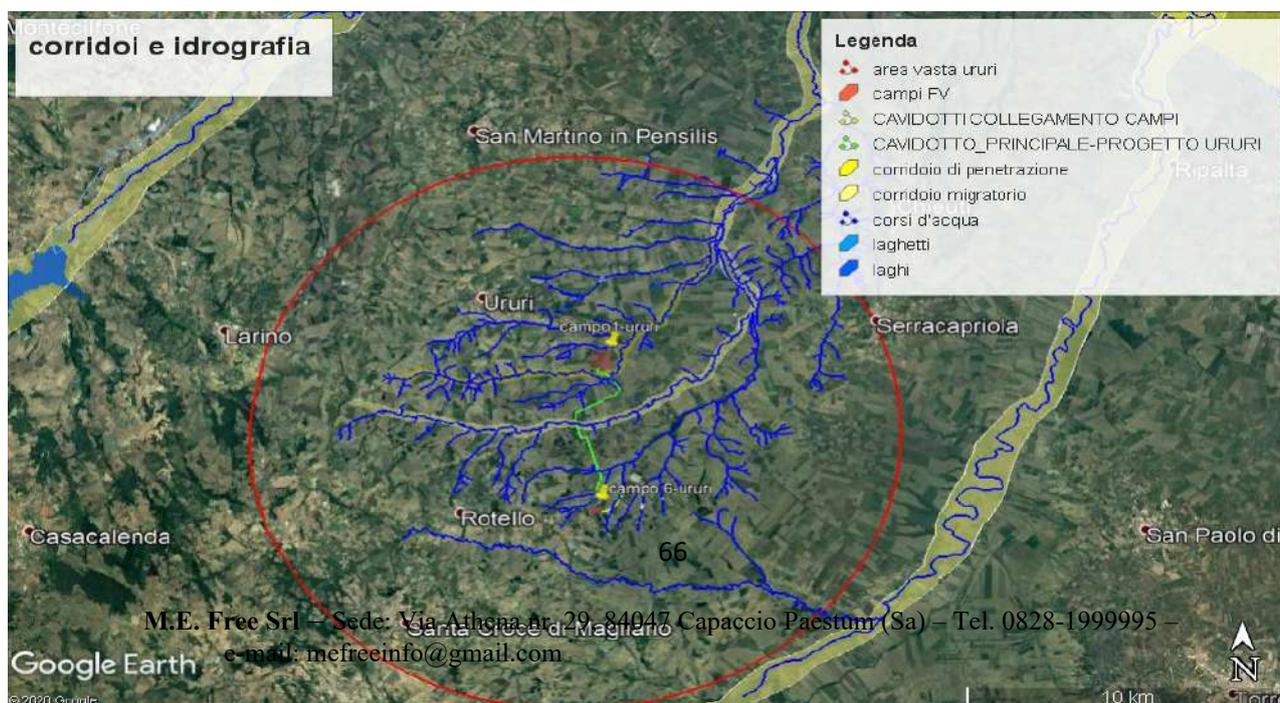 Montecilfone
corridoi e idrografia
Legenda
area vasta ururi
campi FV
CAVIDOTTI COLLEGAMENTO CAMPI
CAVIDOTTO_PRINCIPALE-PROGETTO URURI
corridoio di penetrazione
corridoio migratorio
corsi d'acqua
laghetti
laghi
San Martino in Pensilis
Ripalta
Ururi
campo1-ururi
Larino
Serracapriola
campo 6-ururi
Rotello
Casacalenda
San Paolo di
66
M.E. Free Srl – Sede: Via Athena nr. 29, 84047 Capaccio Paestum (Sa) – Tel. 0828-1999995 –
Santa Croce di Magliano
e-mail: mefreeinfo@gmail.com
Google Earth
© 2020 Google
N
10 km